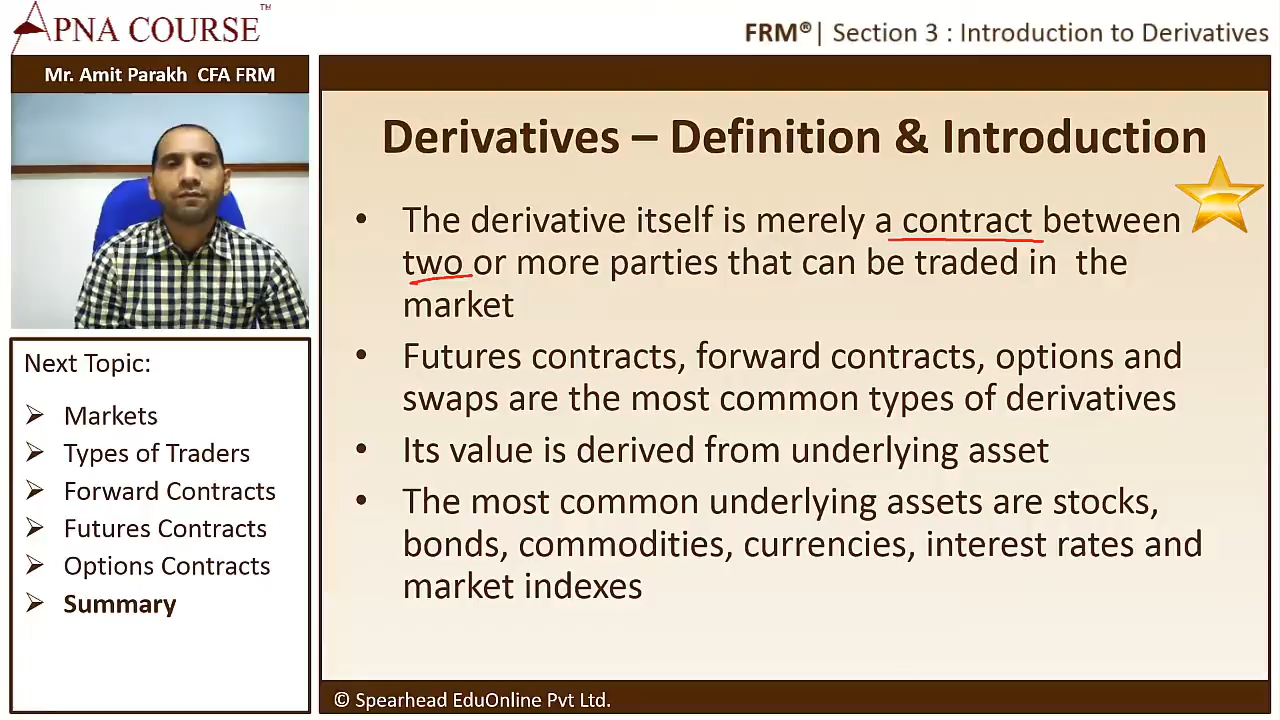 APNA COURSE™
FRM®| Section 3 : Introduction to Derivatives
Mr. Amit Parakh CFA FRM
Next Topic:
Markets
Types of Traders
Forward Contracts
Futures Contracts
Options Contracts
Summary
Derivatives – Definition & Introduction
• The derivative itself is merely a contract between
two or more parties that can be traded in the
market
• Futures contracts, forward contracts, options and
swaps are the most common types of derivatives
• Its value is derived from underlying asset
• The most common underlying assets are stocks,
bonds, commodities, currencies, interest rates and
market indexes
© Spearhead EduOnline Pvt Ltd.